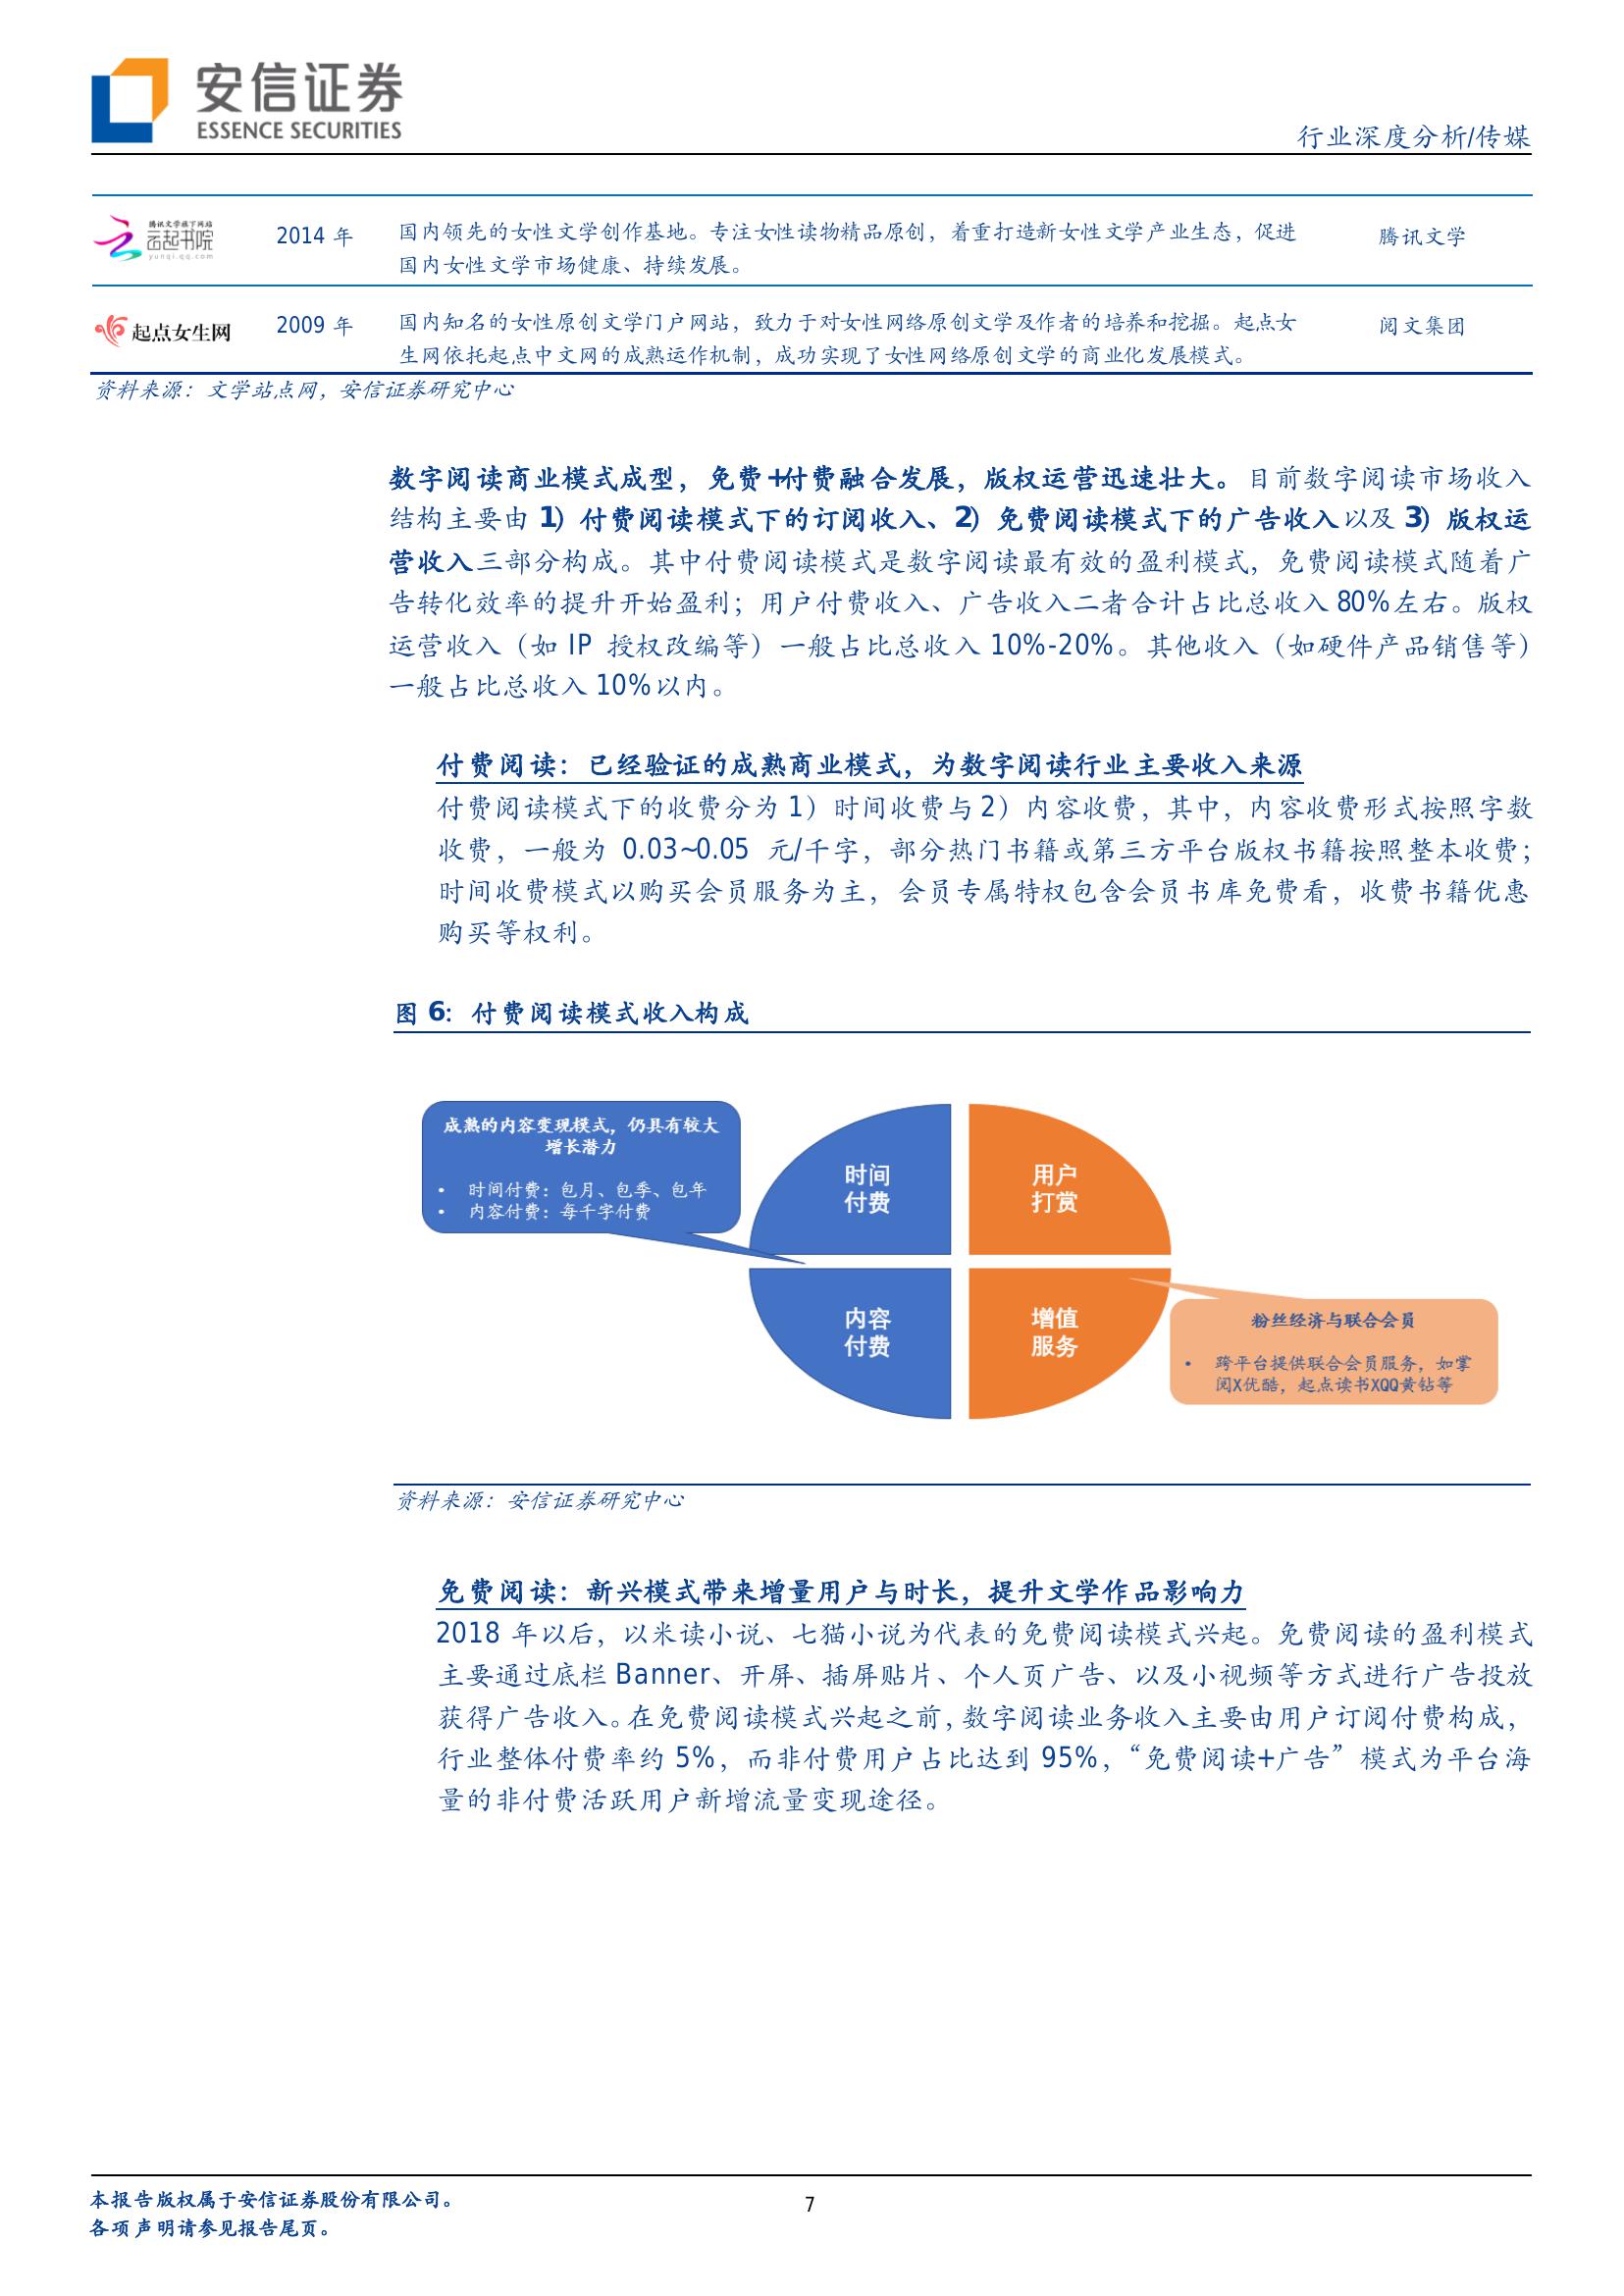 安信证券
ESSENCE SECURITIES
行业深度分析/传媒
腾讯文学旗下网站
云起书院
yunqi.qq.com
2014 年
国内领先的女性文学创作基地。专注女性读物精品原创，着重打造新女性文学产业生态，促进
国内女性文学市场健康、持续发展。
腾讯文学
起点女生网
2009 年
国内知名的女性原创文学门户网站，致力于对女性网络原创文学及作者的培养和挖掘。起点女
生网依托起点中文网的成熟运作机制，成功实现了女性网络原创文学的商业化发展模式。
阅文集团
资料来源：文学站点网，安信证券研究中心
数字阅读商业模式成型，免费+付费融合发展，版权运营迅速壮大。目前数字阅读市场收入
结构主要由 1）付费阅读模式下的订阅收入、2）免费阅读模式下的广告收入以及 3）版权运
营收入三部分构成。其中付费阅读模式是数字阅读最有效的盈利模式，免费阅读模式随着广
告转化效率的提升开始盈利；用户付费收入、广告收入二者合计占比总收入 80%左右。版权
运营收入（如 IP 授权改编等）一般占比总收入 10%-20%。其他收入（如硬件产品销售等）
一般占比总收入 10%以内。
付费阅读：已经验证的成熟商业模式，为数字阅读行业主要收入来源
付费阅读模式下的收费分为 1）时间收费与 2）内容收费，其中，内容收费形式按照字数
收费，一般为 0.03~0.05 元/千字，部分热门书籍或第三方平台版权书籍按照整本收费；
时间收费模式以购买会员服务为主，会员专属特权包含会员书库免费看，收费书籍优惠
购买等权利。
图 6：付费阅读模式收入构成
成熟的内容变现模式，仍具有较大
增长潜力
• 时间付费：包月、包季、包年
• 内容付费：每千字付费
时间
付费
用户
打赏
内容
付费
增值
服务
粉丝经济与联合会员
• 跨平台提供联合会员服务，如掌
阅X优酷，起点读书XQQ黄钻等
资料来源：安信证券研究中心
免费阅读：新兴模式带来增量用户与时长，提升文学作品影响力
2018 年以后，以米读小说、七猫小说为代表的免费阅读模式兴起。免费阅读的盈利模式
主要通过底栏 Banner、开屏、插屏贴片、个人页广告、以及小视频等方式进行广告投放
获得广告收入。在免费阅读模式兴起之前，数字阅读业务收入主要由用户订阅付费构成，
行业整体付费率约 5%，而非付费用户占比达到 95%，“免费阅读+广告”模式为平台海
量的非付费活跃用户新增流量变现途径。
本报告版权属于安信证券股份有限公司。
各项声明请参见报告尾页。
7